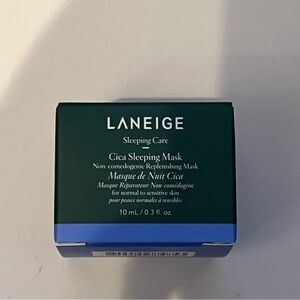 LANEIGE
Sleeping Care
Cica Sleeping Mask
Non-comedogenic Replenishing Mask
Masque de Nuit Cica
Masque Réparateur Non-comédogène
for normal to sensitive skin
pour peaux normales à sensibles
10 mL / 0.3 fl. oz.